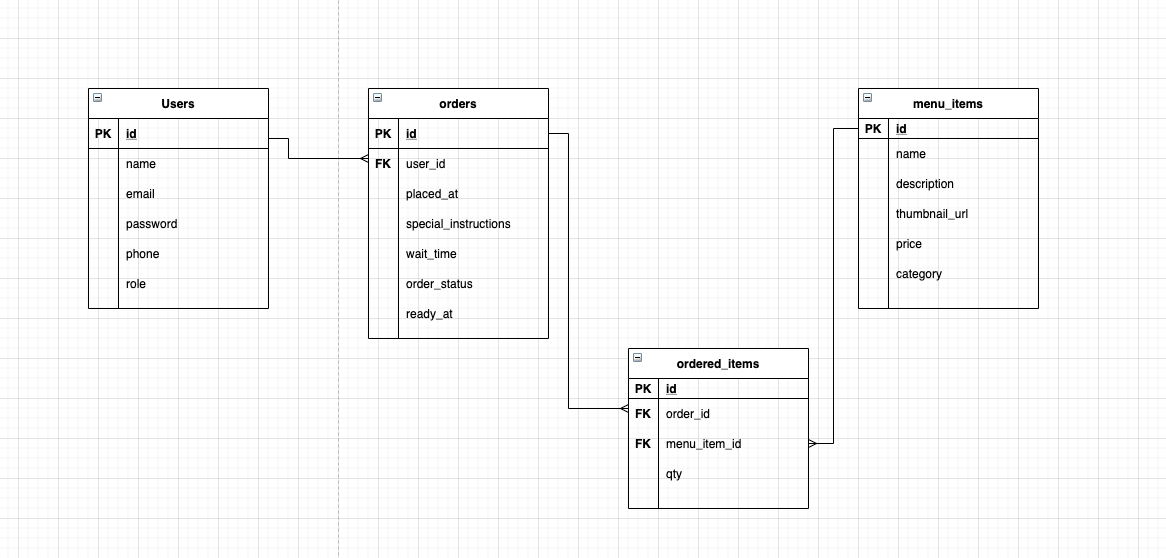 Users
PK id
name
email
password
phone
role
orders
PK id
FK user_id
placed_at
special_instructions
wait_time
order_status
ready_at
menu_items
PK id
name
description
thumbnail_url
price
category
ordered_items
PK id
FK order_id
FK menu_item_id
qty